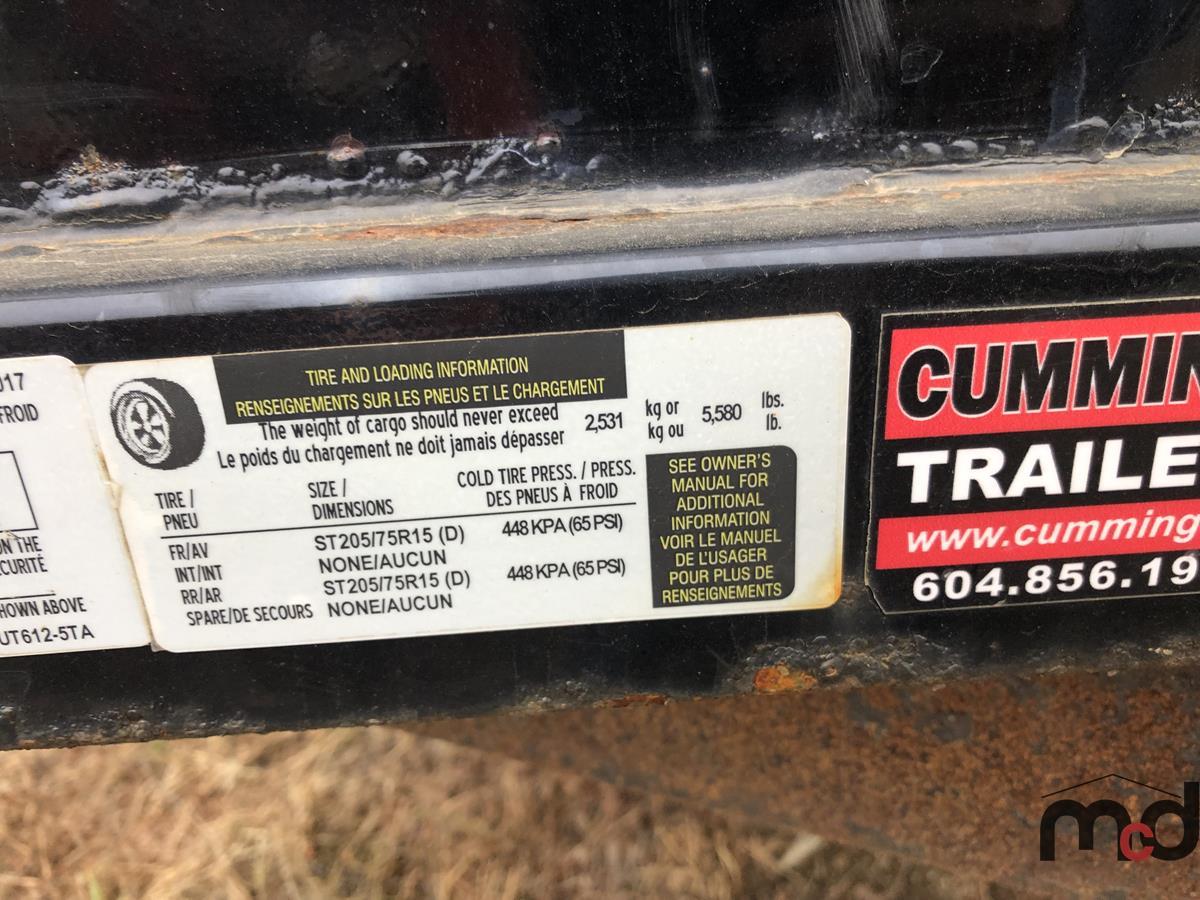 017
FROID
ON THE
SHOWN ABOVE
UT612-5TA
TIRE AND LOADING INFORMATION
RENSEIGNEMENTS SUR LES PNEUS ET LE CHARGEMENT
The weight of cargo should never exceed
Le poids du chargement ne doit jamais dépasser
2,531
kg or
kg ou
5,580
lbs.
lb.
TIRE /
PNEU
SIZE /
DIMENSIONS
COLD TIRE PRESS. / PRESS.
DES PNEUS À FROID
FR/AV ST205/75R15 (D) 448 KPA (65 PSI)
INT/INT NONE/AUCUN
RR/AR ST205/75R15 (D) 448 KPA (65 PSI)
SPARE/DE SECOURS NONE/AUCUN
SEE OWNER'S
MANUAL FOR
ADDITIONAL
INFORMATION
VOIR LE MANUEL
DE L'USAGER
POUR PLUS DE
RENSEIGNEMENTS
CUMMIN
TRAILE
www.cumming
604.856.19
mcd